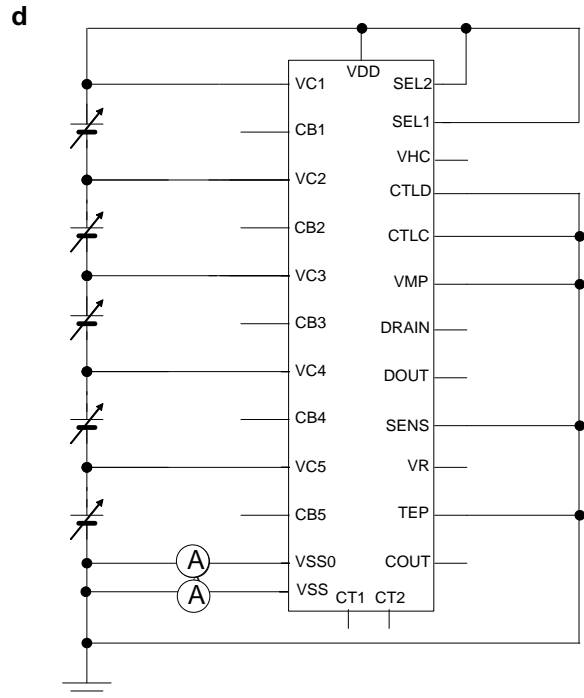 d
VDD
VC1
CB1
VC2
CB2
VC3
CB3
VC4
CB4
VC5
CB5
VSS0
VSS
A
A
SEL2
SEL1
VHC
CTLD
CTLC
VMP
DRAIN
DOUT
SENS
VR
TEP
COUT
CT1 CT2